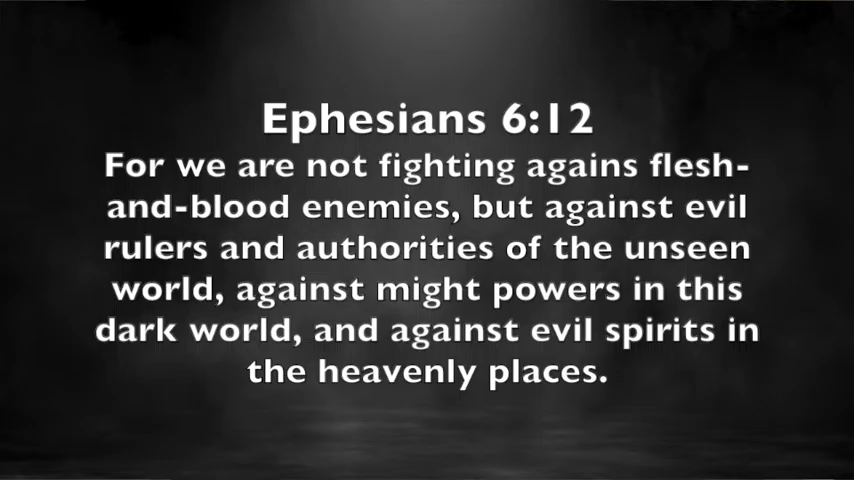 Ephesians 6:12
For we are not fighting agains flesh-
and-blood enemies, but against evil
rulers and authorities of the unseen
world, against might powers in this
dark world, and against evil spirits in
the heavenly places.